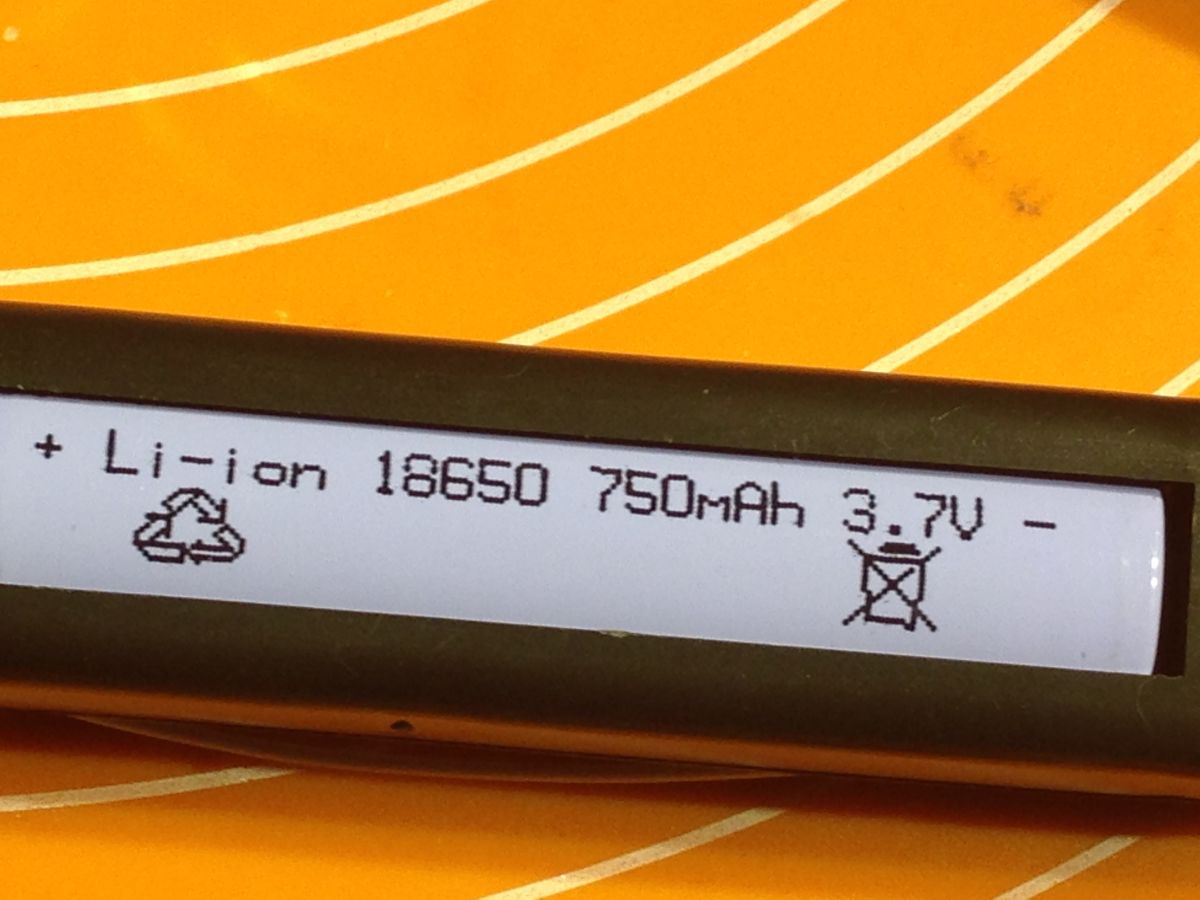 + Li-ion 18650 750mAh 3.7V -